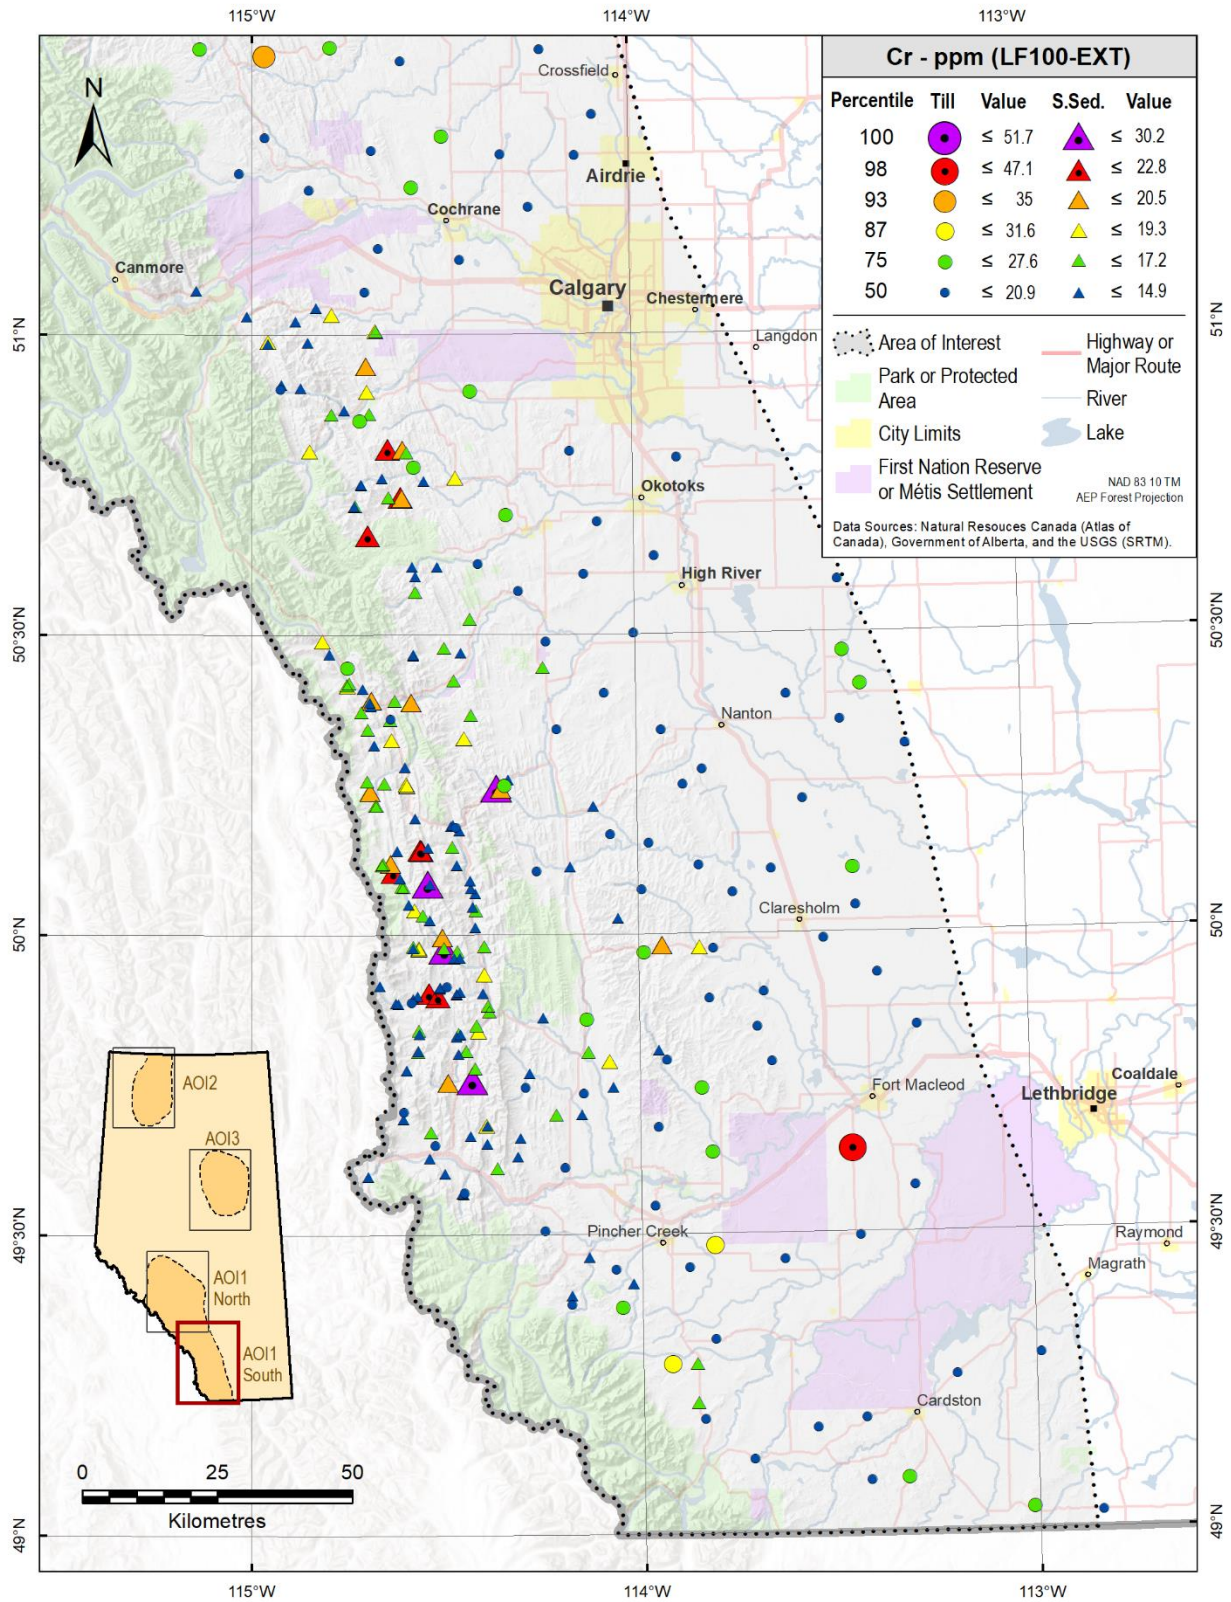 115°W 114°W 113°W
Cr - ppm (LF100-EXT)
Percentile Till Value S.Sed. Value
100 ≤ 51.7 ≤ 30.2
98 ≤ 47.1 ≤ 22.8
93 ≤ 35 ≤ 20.5
87 ≤ 31.6 ≤ 19.3
75 ≤ 27.6 ≤ 17.2
50 ≤ 20.9 ≤ 14.9
Area of Interest
Park or Protected
Area
City Limits
First Nation Reserve
or Métis Settlement
Highway or
Major Route
River
Lake
NAD 83 10 TM
AEP Forest Projection
Data Sources: Natural Resouces Canada (Atlas of
Canada), Government of Alberta, and the USGS (SRTM).
N
Crossfield
Airdrie
Cochrane
Canmore
Calgary
Chestermere
Langdon
51°N
51°N
Okotoks
High River
50°30'N
50°30'N
Nanton
Claresholm
50°N
50°N
Fort Macleod
Coaldale
Lethbridge
Pincher Creek
Raymond
Magrath
49°30'N
49°30'N
Cardston
49°N
49°N
AOI2
AOI3
AOI1
North
AOI1
South
0 25 50
Kilometres
115°W 114°W 113°W